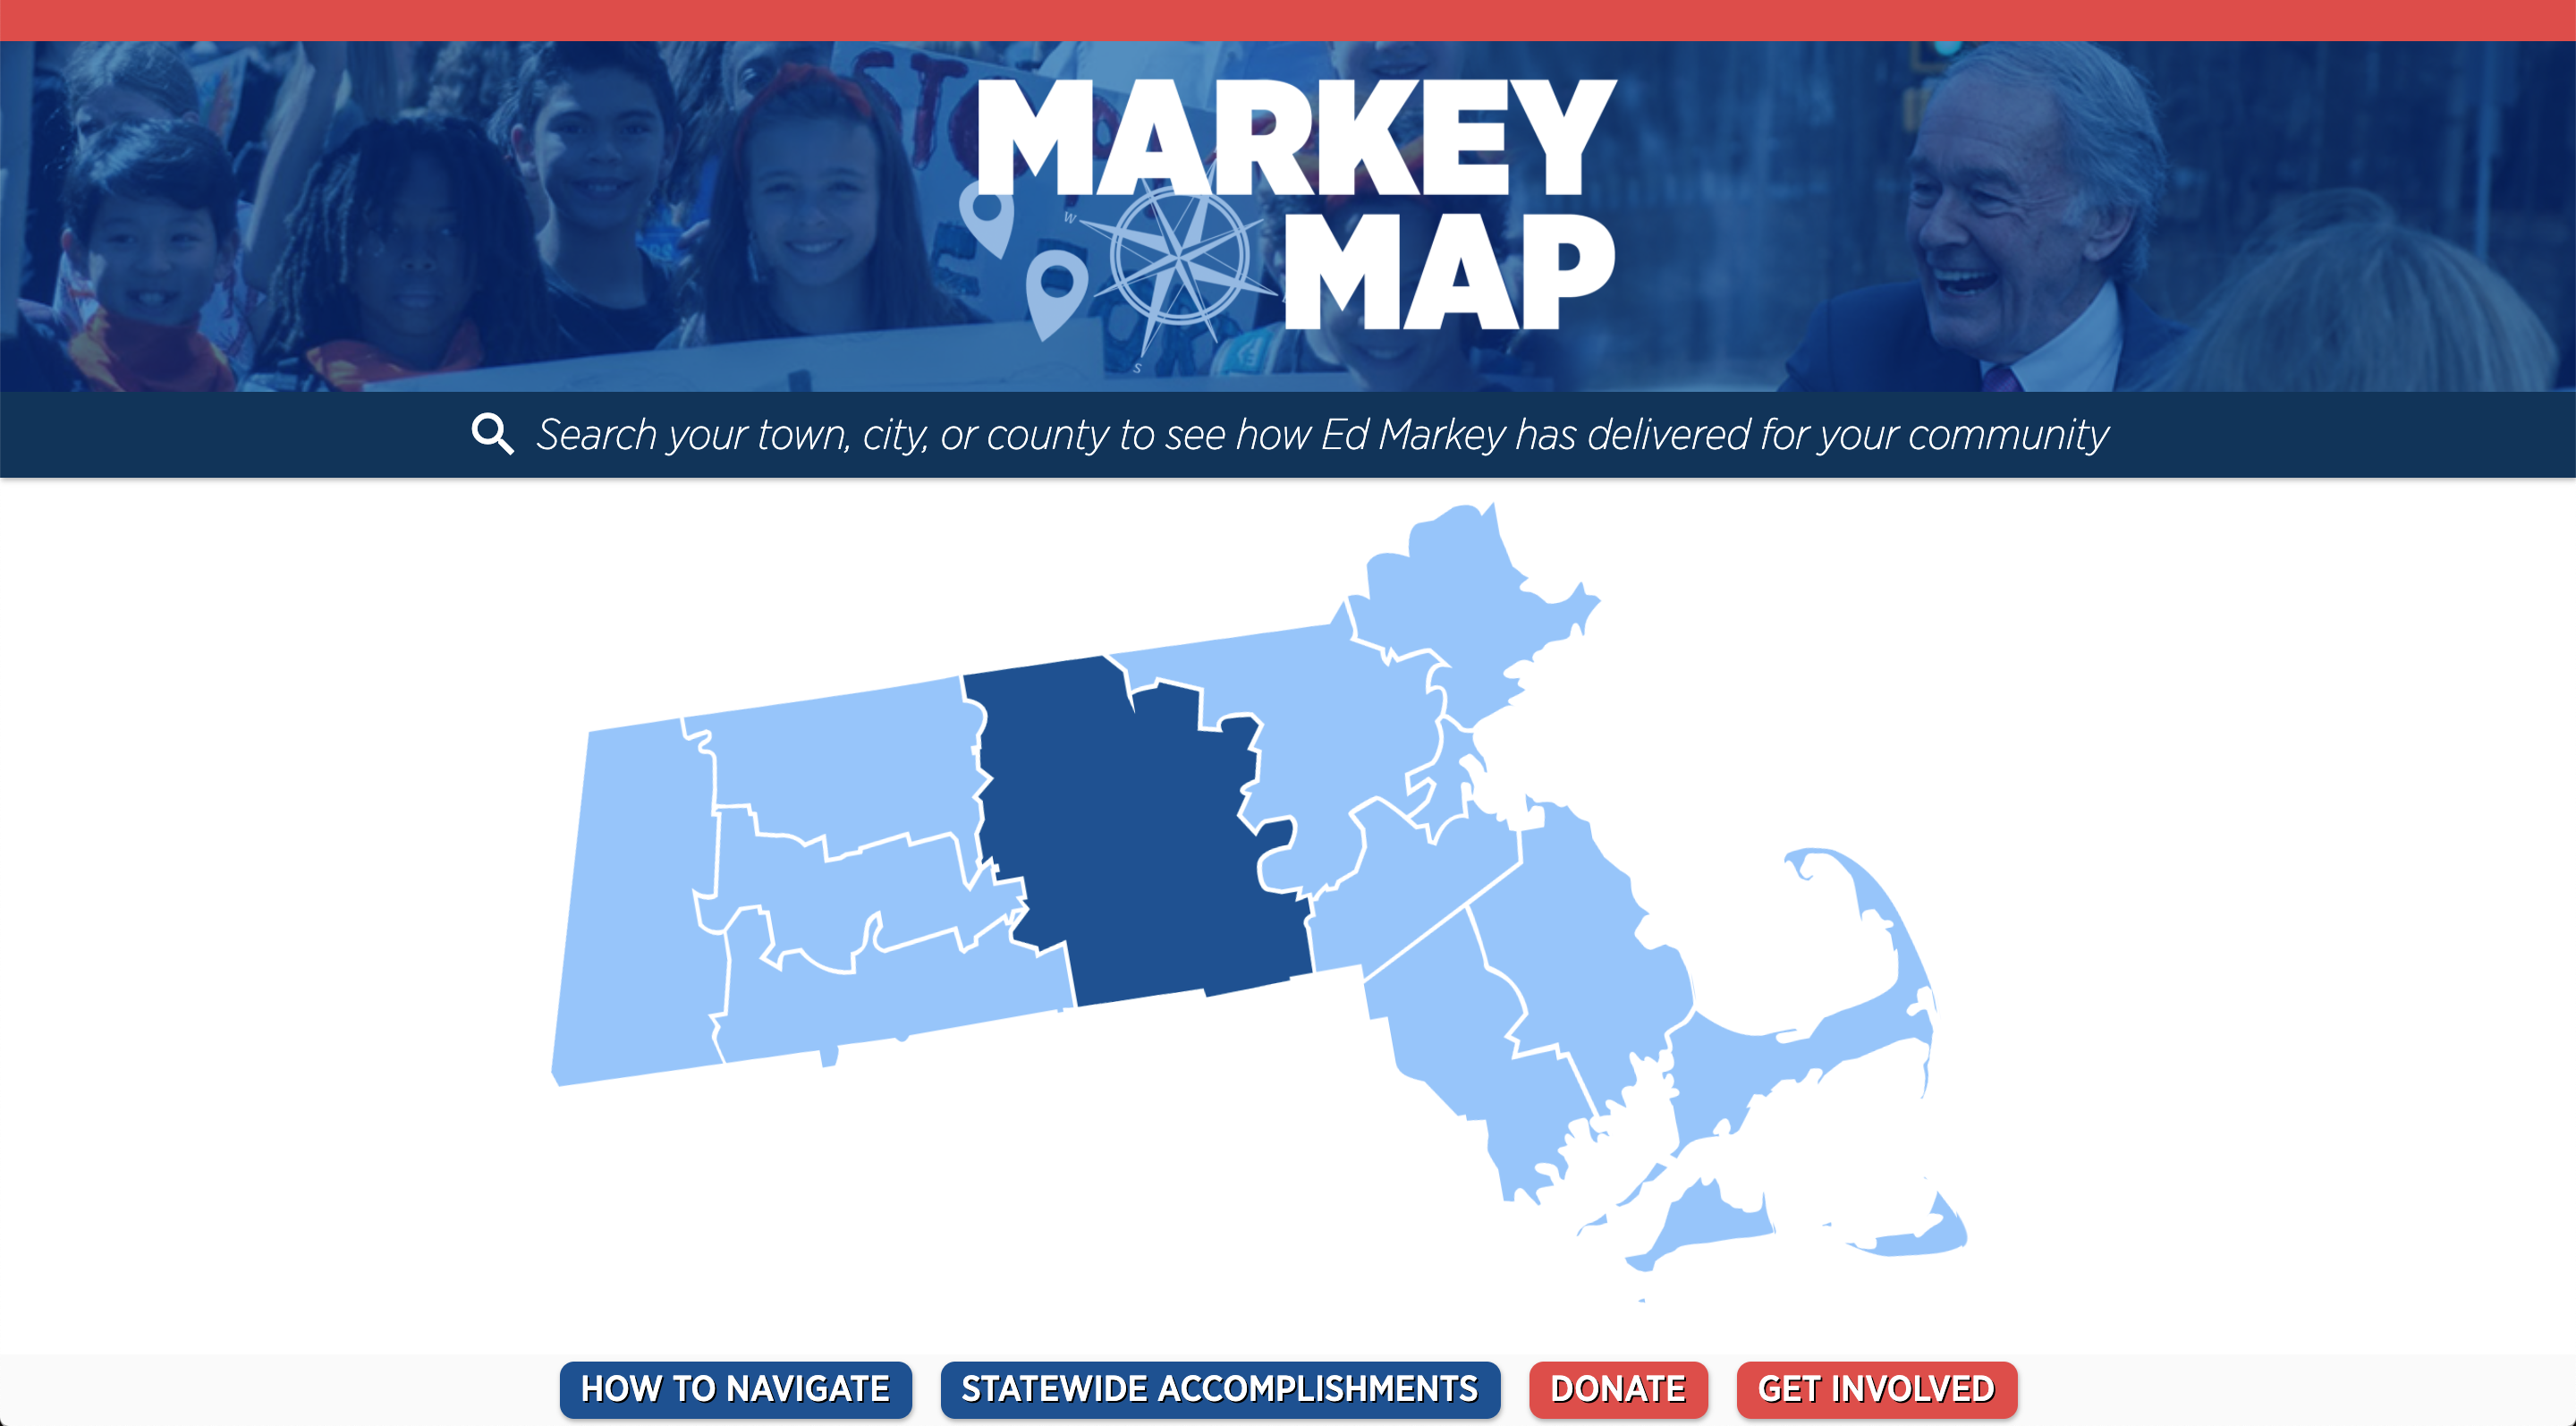 STOP
MARKEY
MAP
W
S
Search your town, city, or county to see how Ed Markey has delivered for your community
HOW TO NAVIGATE
STATEWIDE ACCOMPLISHMENTS
DONATE
GET INVOLVED